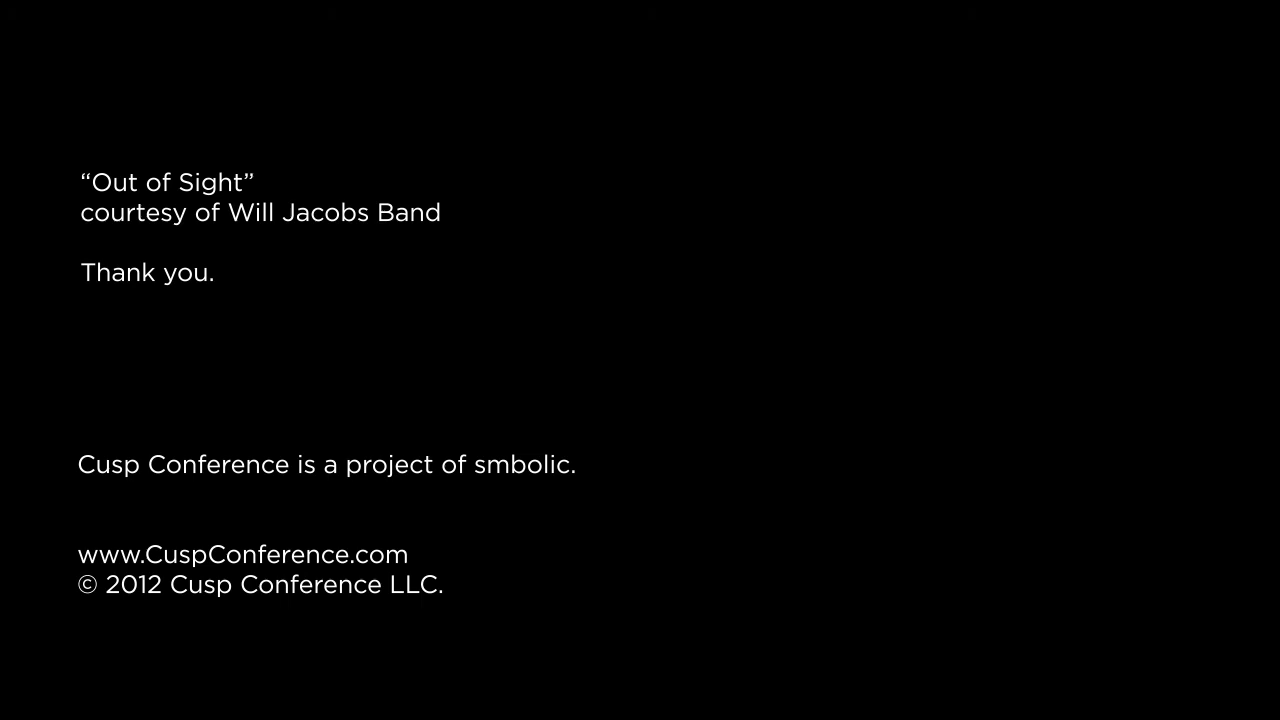 “Out of Sight”
courtesy of Will Jacobs Band
Thank you.
Cusp Conference is a project of smbolic.
www.CuspConference.com
© 2012 Cusp Conference LLC.